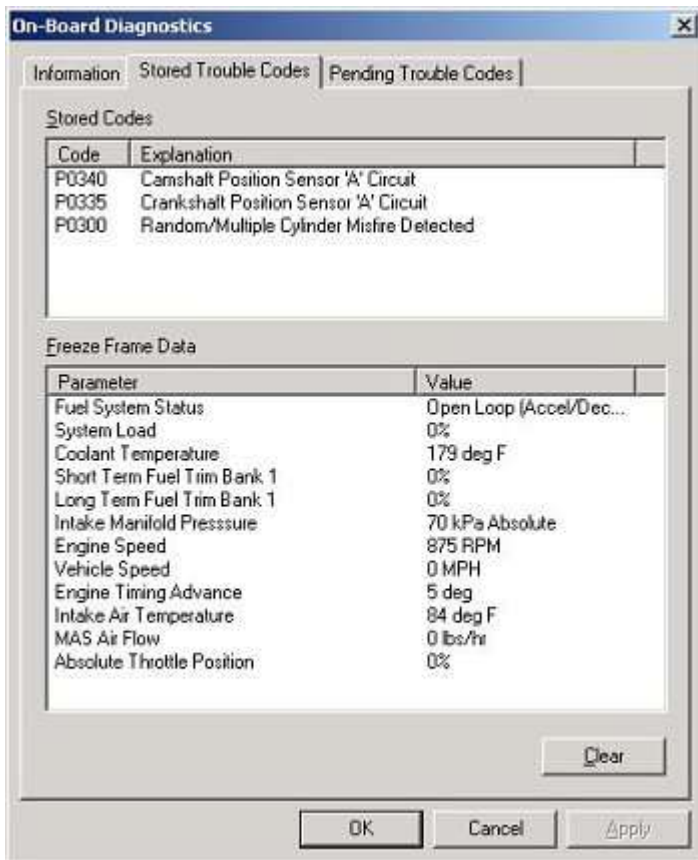 On-Board Diagnostics
Information Stored Trouble Codes Pending Trouble Codes
Stored Codes
Code Explanation
P0340 Camshaft Position Sensor 'A' Circuit
P0335 Crankshaft Position Sensor 'A' Circuit
P0300 Random/Multiple Cylinder Misfire Detected
Freeze Frame Data
Parameter Value
Fuel System Status Open Loop (Accel/Dec...
System Load 0%
Coolant Temperature 179 deg F
Short Term Fuel Trim Bank 1 0%
Long Term Fuel Trim Bank 1 0%
Intake Manifold Presssure 70 kPa Absolute
Engine Speed 875 RPM
Vehicle Speed 0 MPH
Engine Timing Advance 5 deg
Intake Air Temperature 84 deg F
MAS Air Flow 0 lbs/hr
Absolute Throttle Position 0%
Clear
OK Cancel Apply